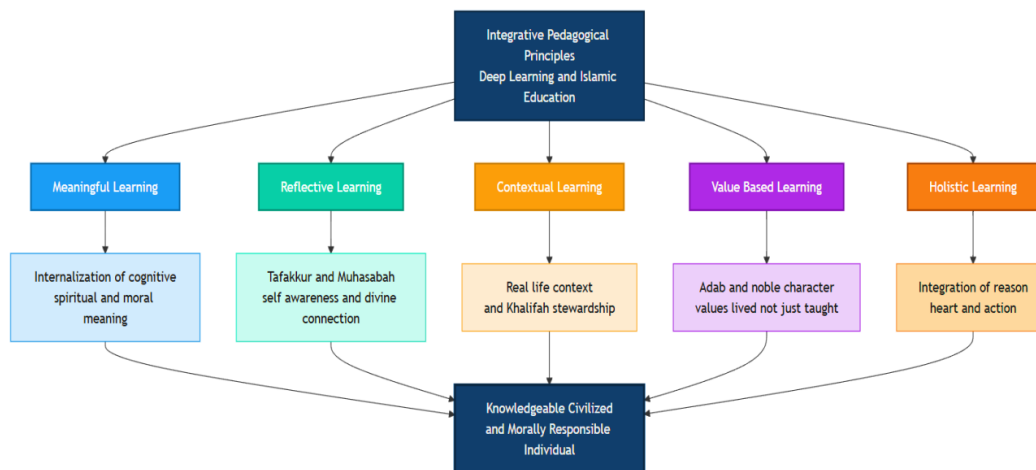 Integrative Pedagogical
Principles
Deep Learning and Islamic
Education
Meaningful Learning
Reflective Learning
Contextual Learning
Value Based Learning
Holistic Learning
Internalization of cognitive
spiritual and moral
meaning
Tafakkur and Muhasabah
self awareness and divine
connection
Real life context
and Khalifah stewardship
Adab and noble character
values lived not just taught
Integration of reason
heart and action
Knowledgeable Civilized
and Morally Responsible
Individual